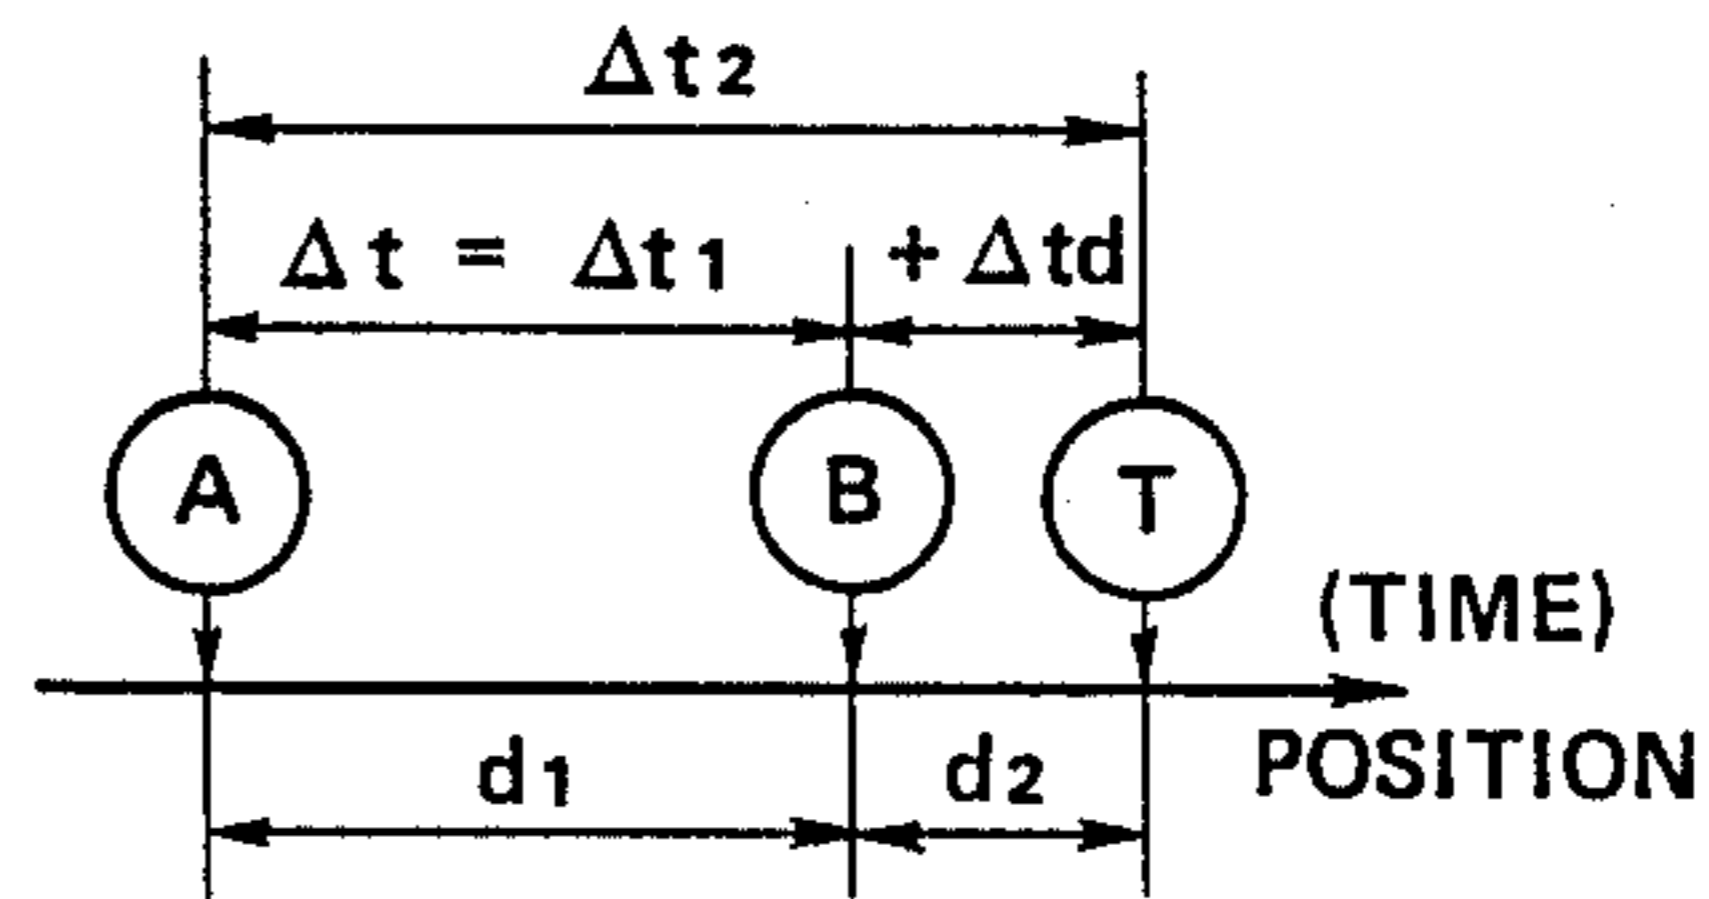 Δt2
Δt = Δt1 + Δtd
A B T
(TIME)
POSITION
d1 d2